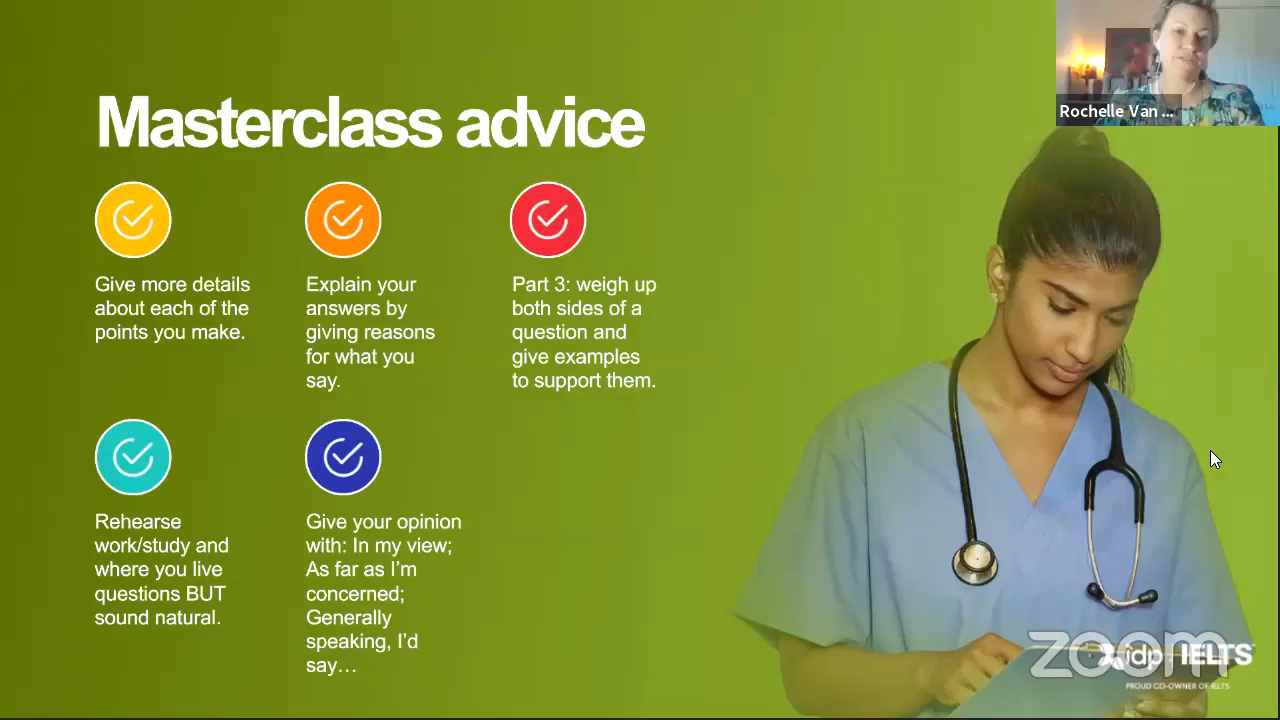 Masterclass advice
Rochelle Van ...
Give more details
about each of the
points you make.
Explain your
answers by
giving reasons
for what you
say.
Part 3: weigh up
both sides of a
question and
give examples
to support them.
Rehearse
work/study and
where you live
questions BUT
sound natural.
Give your opinion
with: In my view;
As far as I’m
concerned;
Generally
speaking, I’d
say…
zoom
idp IELTS
PROUD CO-OWNER OF IELTS